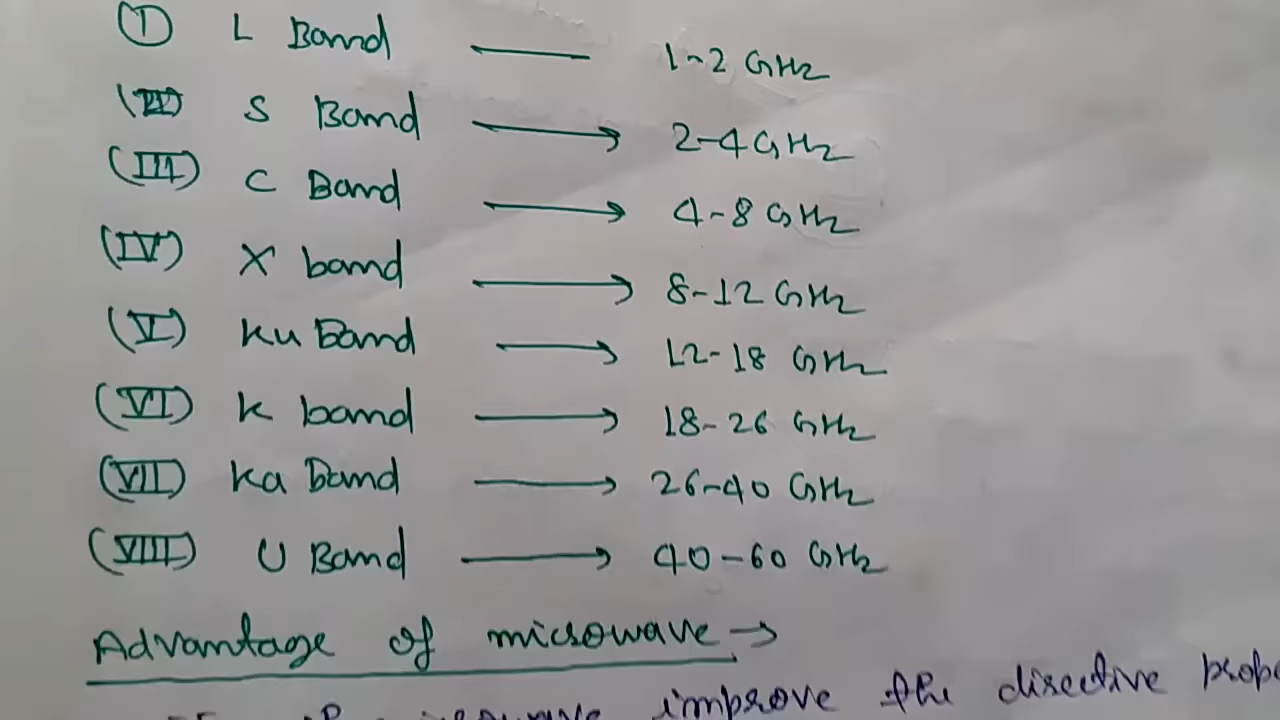 (I) L Band — 1-2 GHz
(II) S Band → 2-4 GHz
(III) C Band → 4-8 GHz
(IV) X band → 8-12 GHz
(V) Ku Band → 12-18 GHz
(VI) K band → 18-26 GHz
(VII) Ka Band → 26-40 GHz
(VIII) U Band → 40-60 GHz
Advantage of microwave →
improve the directive